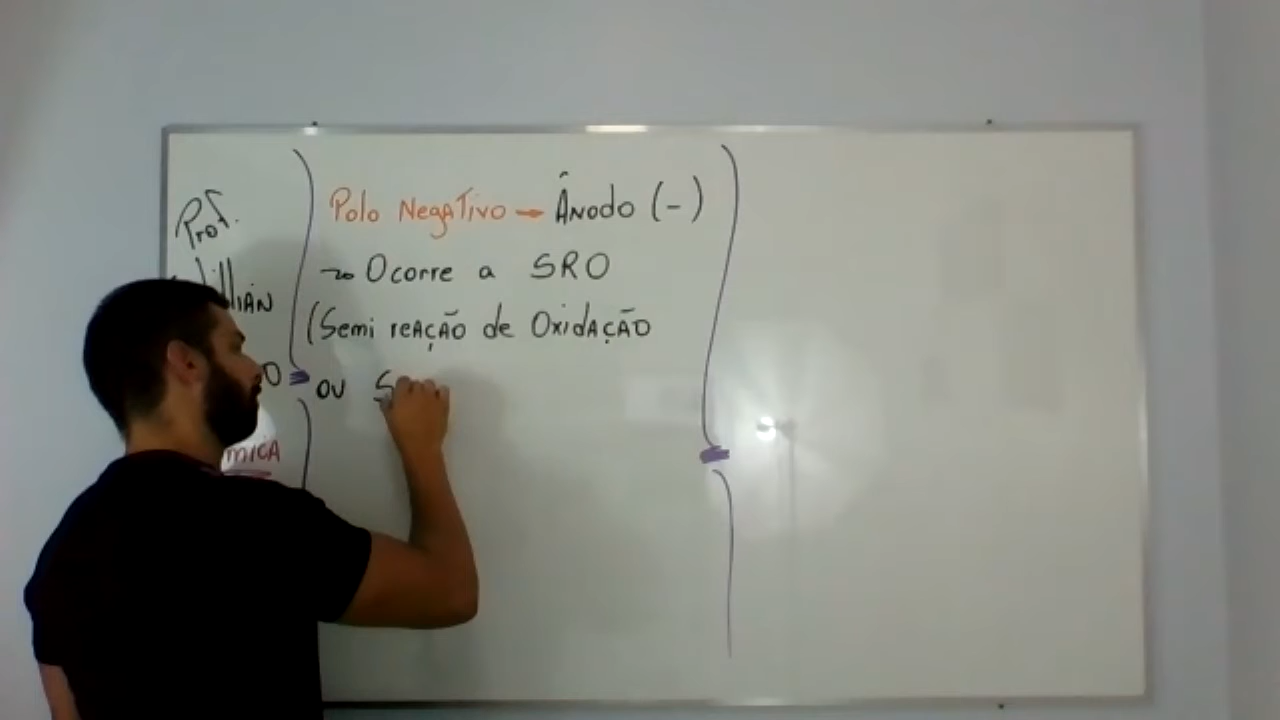 Prof.
Polo Negativo → Ânodo (-)
→ Ocorre a SRO
(Semi reação de Oxidação
ou S